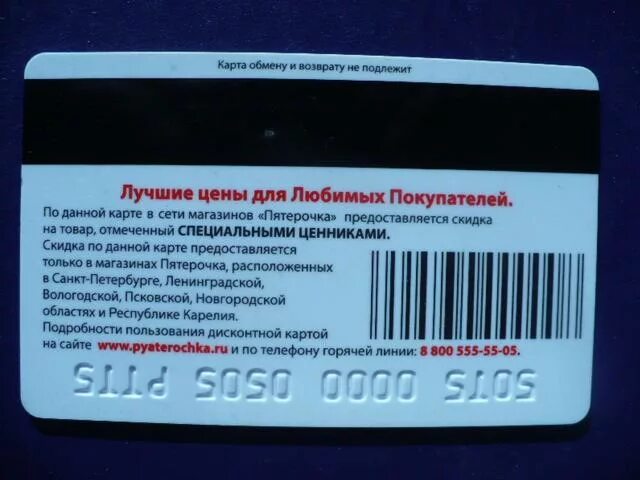 Карта обмену и возврату не подлежит
Лучшие цены для Любимых Покупателей.
По данной карте в сети магазинов «Пятерочка» предоставляется скидка
на товар, отмеченный СПЕЦИАЛЬНЫМИ ЦЕННИКАМИ.
Скидка по данной карте предоставляется
только в магазинах Пятерочка, расположенных
в Санкт-Петербурге, Ленинградской,
Вологодской, Псковской, Новгородской
областях и Республике Карелия.
Подробности пользования дисконтной картой
на сайте www.pyaterochka.ru и по телефону горячей линии: 8 800 555-55-05.